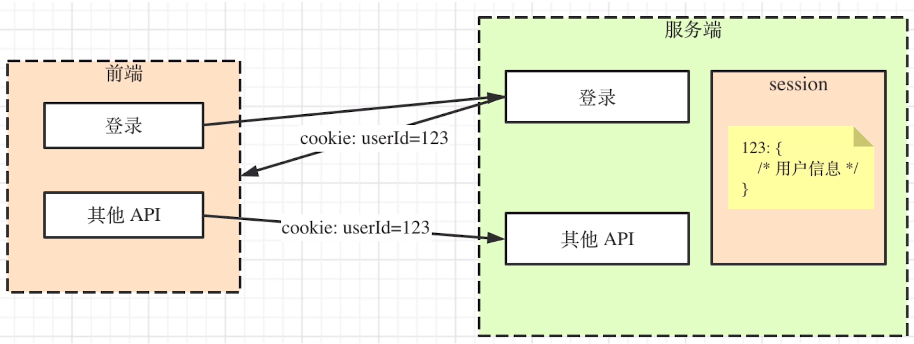 前端
登录
其他 API
cookie: userId=123
cookie: userId=123
服务端
登录
其他 API
session
123: {
/* 用户信息 */
}